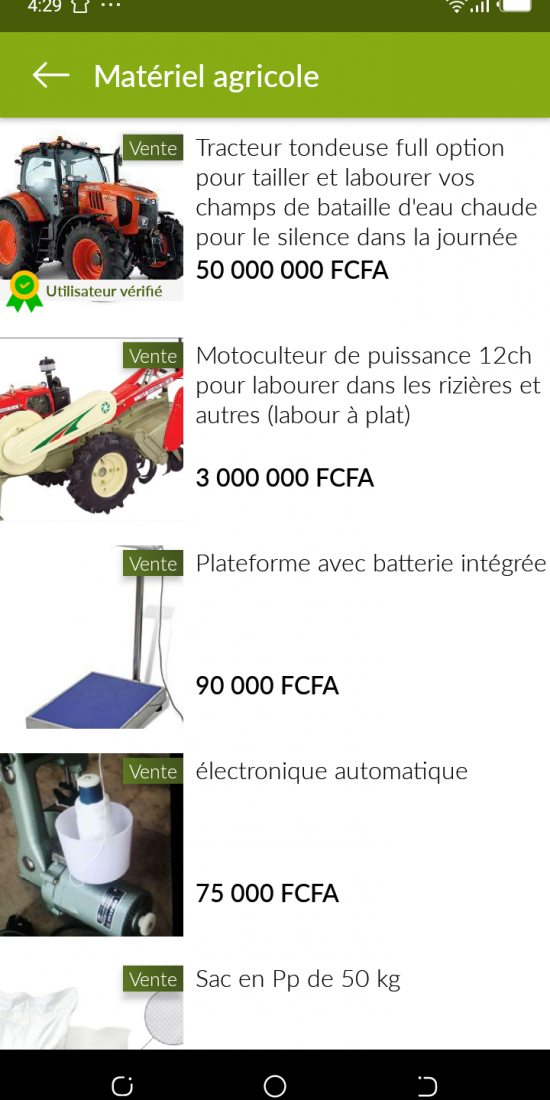 4:29
Matériel agricole
Vente
Tracteur tondeuse full option
pour tailler et labourer vos
champs de bataille d'eau chaude
pour le silence dans la journée
50 000 000 FCFA
Utilisateur vérifié
Vente
Motoculteur de puissance 12ch
pour labourer dans les rizières et
autres (labour à plat)
3 000 000 FCFA
Vente
Plateforme avec batterie intégrée
90 000 FCFA
Vente
électronique automatique
75 000 FCFA
Vente
Sac en Pp de 50 kg